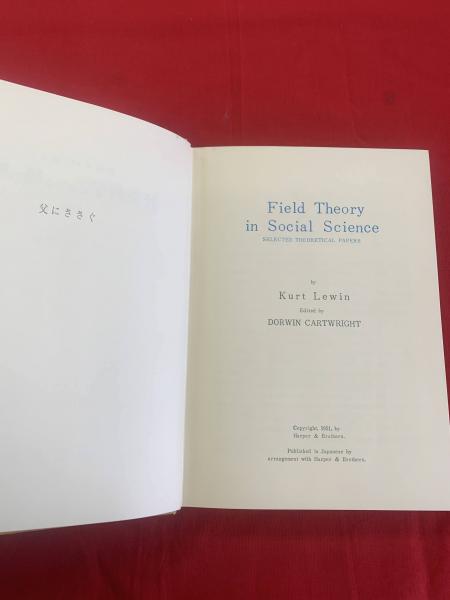 父にささぐ
Field Theory
in Social Science
SELECTED THEORETICAL PAPERS
by
Kurt Lewin
Edited by
DORWIN CARTWRIGHT
Copyright, 1951, by
Harper & Brothers.
Published in Japanese by
arrangement with Harper & Brothers.